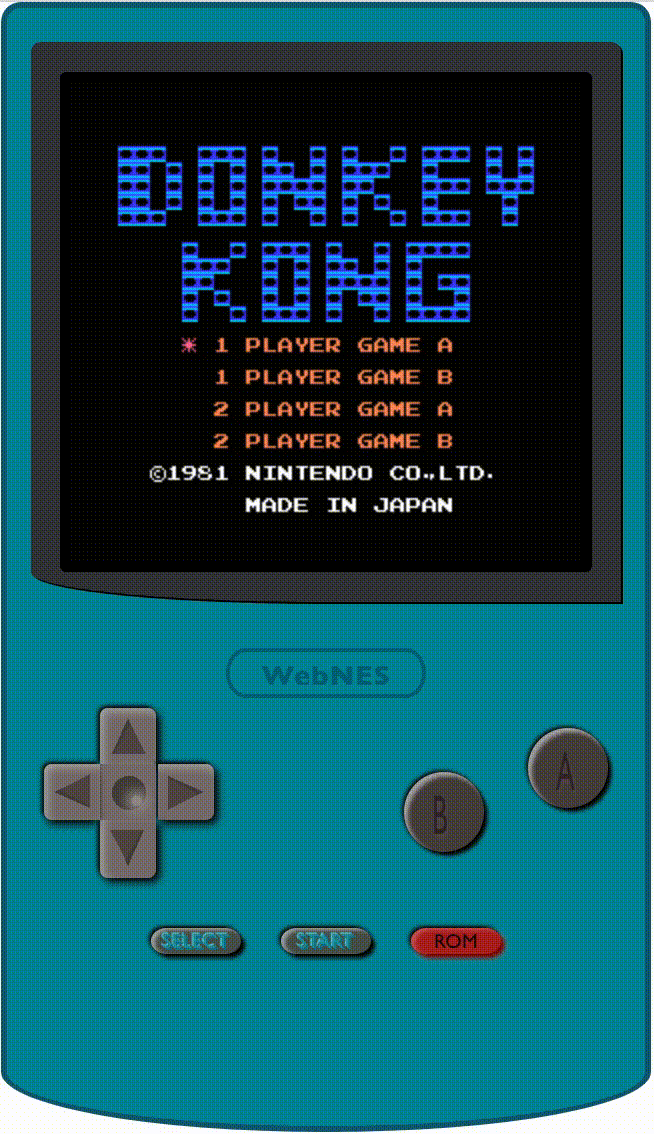 DONKEY
KONG
* 1 PLAYER GAME A
1 PLAYER GAME B
2 PLAYER GAME A
2 PLAYER GAME B
©1981 NINTENDO CO.,LTD.
MADE IN JAPAN
WebNES
A
B
SELECT START ROM